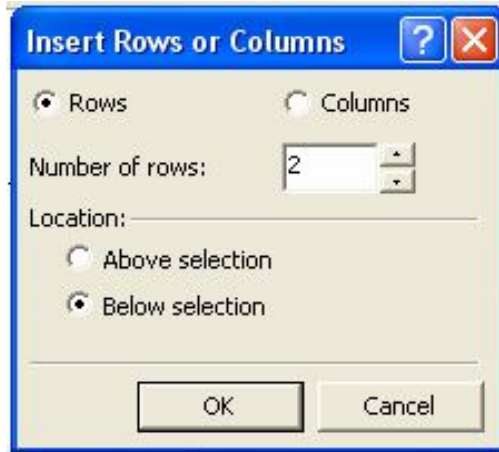 Insert Rows or Columns ?
Rows Columns
Number of rows: 2
Location:
Above selection
Below selection
OK Cancel